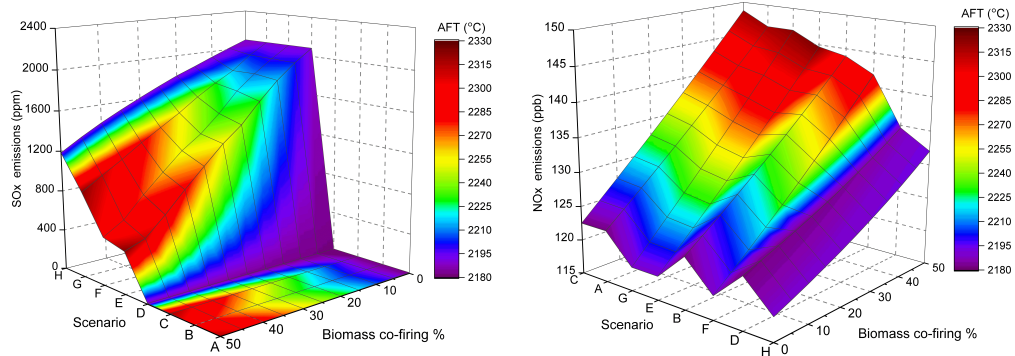 2400
2000
1600
1200
800
400
0
SOx emissions (ppm)
H
G
F
E
D
C
B
A
Scenario
50
40
30
20
10
0
Biomass co-firing %
AFT (°C)
2330
2315
2300
2285
2270
2255
2240
2225
2210
2195
2180
150
145
140
135
130
125
120
115
NOx emissions (ppb)
C
A
G
E
B
F
D
H
Scenario
0
10
20
30
40
50
Biomass co-firing %
AFT (°C)
2330
2315
2300
2285
2270
2255
2240
2225
2210
2195
2180